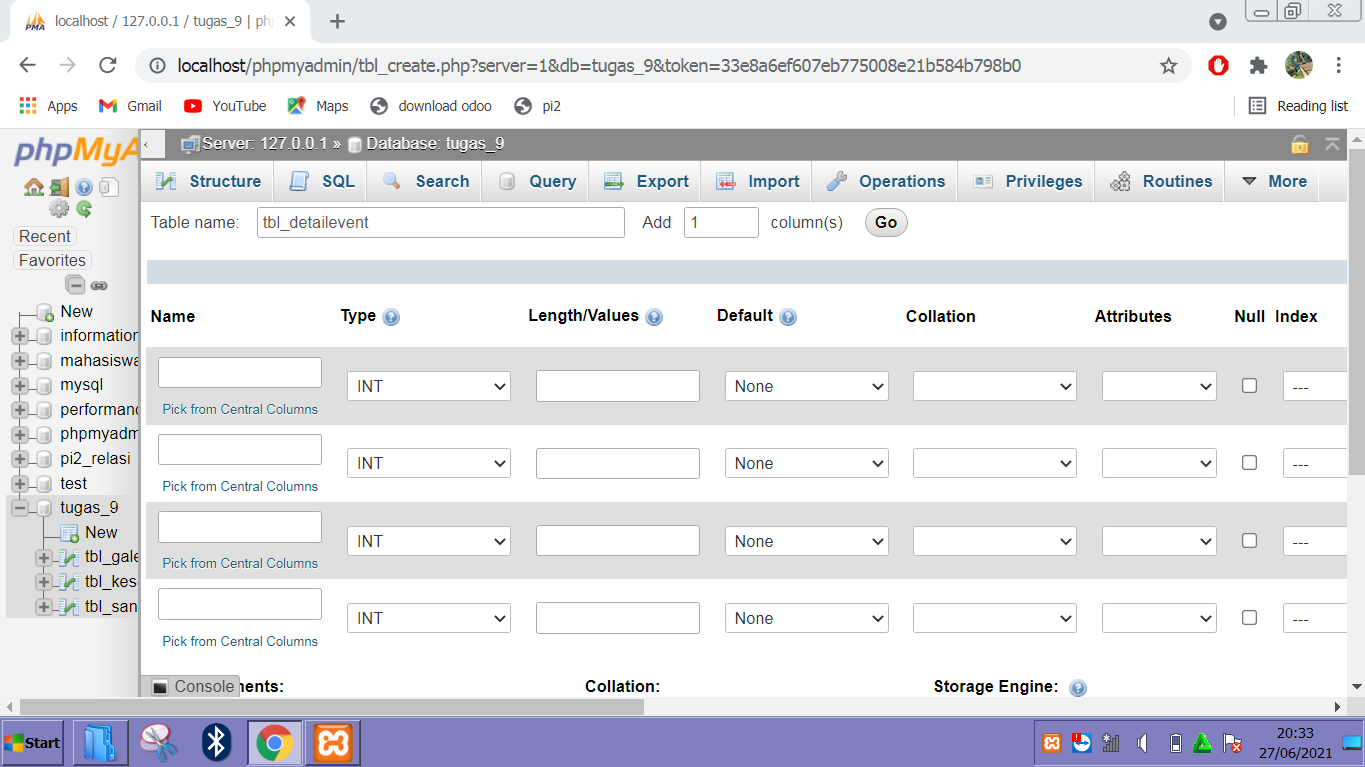 PMA localhost / 127.0.0.1 / tugas_9 | ph
localhost/phpmyadmin/tbl_create.php?server=1&db=tugas_9&token=33e8a6ef607eb775008e21b584b798b0
Apps Gmail YouTube Maps download odoo pi2 Reading list
phpMyA
Server: 127.0.0.1 » Database: tugas_9
Structure SQL Search Query Export Import Operations Privileges Routines More
Table name: tbl_detailevent Add 1 column(s) Go
Recent
Favorites
New
information
mahasiswa
mysql
performanc
phpmyadm
pi2_relasi
test
tugas_9
New
tbl_gale
tbl_kes
tbl_san
Name Type Length/Values Default Collation Attributes Null Index
INT None ---
Pick from Central Columns
INT None ---
Pick from Central Columns
INT None ---
Pick from Central Columns
INT None ---
Pick from Central Columns
Console nents: Collation: Storage Engine:
Start 20:33
27/06/2021